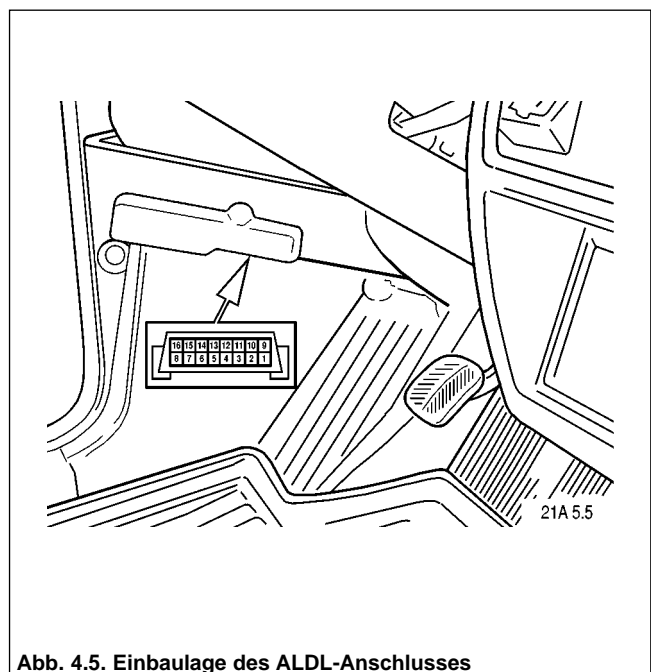 16 15 14 13 12 11 10 9
8 7 6 5 4 3 2 1
21A 5.5
Abb. 4.5. Einbaulage des ALDL-Anschlusses